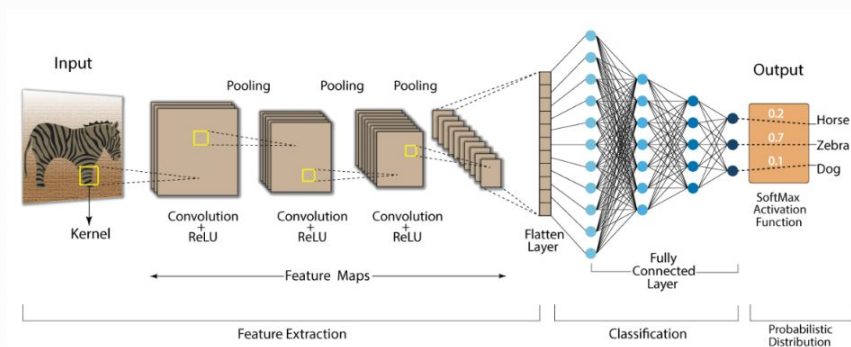 Input
Kernel
Pooling
Pooling
Pooling
Convolution
+
ReLU
Convolution
+
ReLU
Convolution
+
ReLU
Feature Maps
Flatten
Layer
Fully
Connected
Layer
Output
0.2
0.7
0.1
Horse
Zebra
Dog
SoftMax
Activation
Function
Feature Extraction
Classification
Probabilistic
Distribution